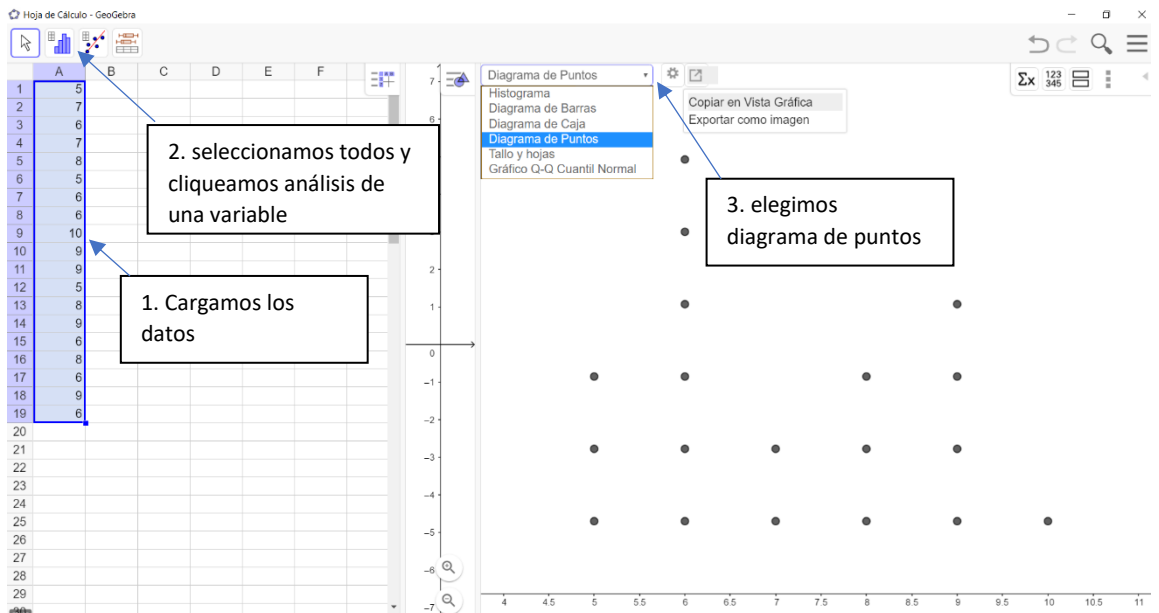 Hoja de Cálculo - GeoGebra
A B C D E F
1 5
2 7
3 6
4 7
5 8
6 5
7 6
8 6
9 10
10 9
11 9
12 5
13 8
14 9
15 6
16 8
17 6
18 9
19 6
20
21
22
23
24
25
26
27
28
29
2. seleccionamos todos y
cliqueamos análisis de
una variable
1. Cargamos los
datos
7
6
2
1
0
-1
-2
-3
-4
-5
-6
-7
Diagrama de Puntos
Histograma
Diagrama de Barras
Diagrama de Caja
Diagrama de Puntos
Tallo y hojas
Gráfico Q-Q Cuantil Normal
Copiar en Vista Gráfica
Exportar como imagen
Σx 123
345
3. elegimos
diagrama de puntos
4 4.5 5 5.5 6 6.5 7 7.5 8 8.5 9 9.5 10 10.5 11